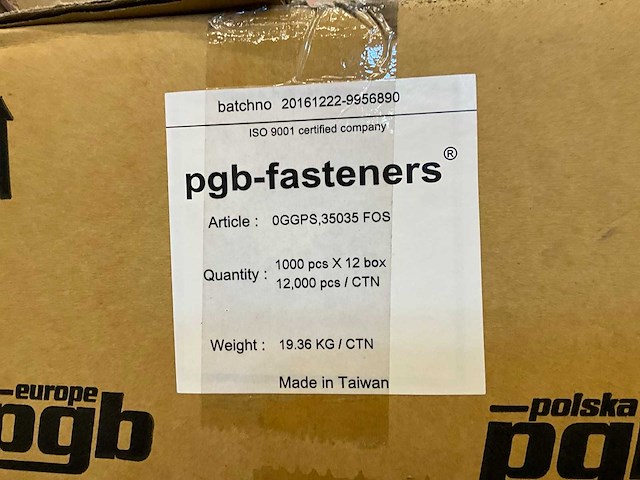 batchno 20161222-9956890
ISO 9001 certified company
pgb-fasteners®
Article : 0GGPS,35035 FOS
Quantity : 1000 pcs X 12 box
12,000 pcs / CTN
Weight : 19.36 KG / CTN
Made in Taiwan
europe
pgb
polska
pg